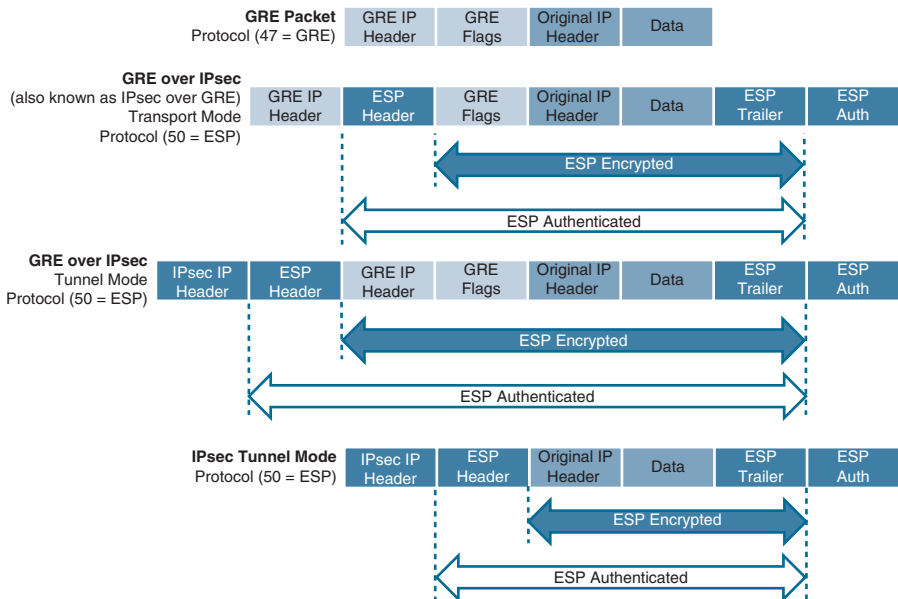 GRE Packet
Protocol (47 = GRE)
GRE IP
Header
GRE
Flags
Original IP
Header
Data
GRE over IPsec
(also known as IPsec over GRE)
Transport Mode
Protocol (50 = ESP)
GRE IP
Header
ESP
Header
GRE
Flags
Original IP
Header
Data
ESP
Trailer
ESP
Auth
ESP Encrypted
ESP Authenticated
GRE over IPsec
Tunnel Mode
Protocol (50 = ESP)
IPsec IP
Header
ESP
Header
GRE IP
Header
GRE
Flags
Original IP
Header
Data
ESP
Trailer
ESP
Auth
ESP Encrypted
ESP Authenticated
IPsec Tunnel Mode
Protocol (50 = ESP)
IPsec IP
Header
ESP
Header
Original IP
Header
Data
ESP
Trailer
ESP
Auth
ESP Encrypted
ESP Authenticated